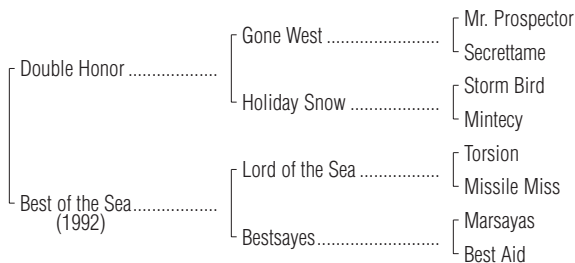 Mr. Prospector
Gone West ........................
Secrettame
Double Honor ...................
Storm Bird
Holiday Snow ...................
Mintecy
Torsion
Lord of the Sea .................
Missile Miss
Best of the Sea..................
(1992)
Marsayas
Bestsayes..........................
Best Aid